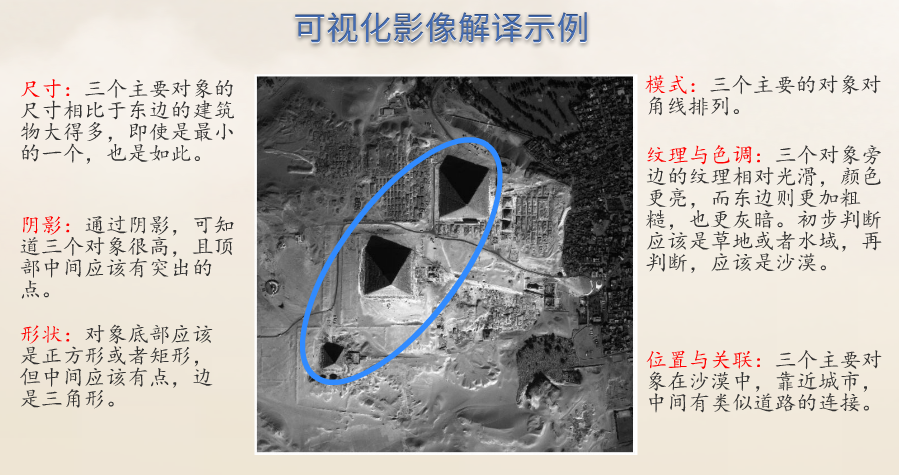 可视化影像解译示例
尺寸：三个主要对象的
尺寸相比于东边的建筑
物大得多，即使是最小
的一个，也是如此。
阴影：通过阴影，可知
道三个对象很高，且顶
部中间应该有突出的
点。
形状：对象底部应该
是正方形或者矩形，
但中间应该有点，边
是三角形。
模式：三个主要的对象对
角线排列。
纹理与色调：三个对象旁
边的纹理相对光滑，颜色
更亮，而东边则更加粗
糙，也更灰暗。初步判断
应该是草地或者水域，再
判断，应该是沙漠。
位置与关联：三个主要对
象在沙漠中，靠近城市，
中间有类似道路的连接。